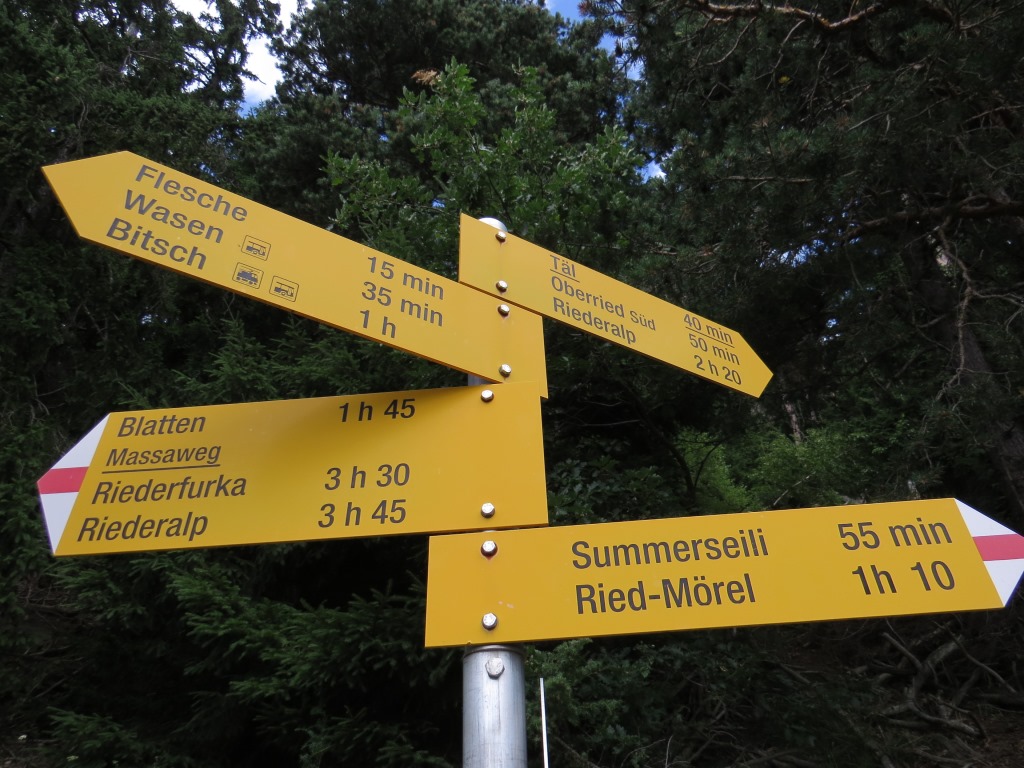 Flesche 15 min
Wasen 35 min
Bitsch 1 h
Täl 40 min
Oberried Süd 50 min
Riederalp 2 h 20
Blatten 1 h 45
Massaweg
Riederfurka 3 h 30
Riederalp 3 h 45
Summerseili 55 min
Ried-Mörel 1h 10